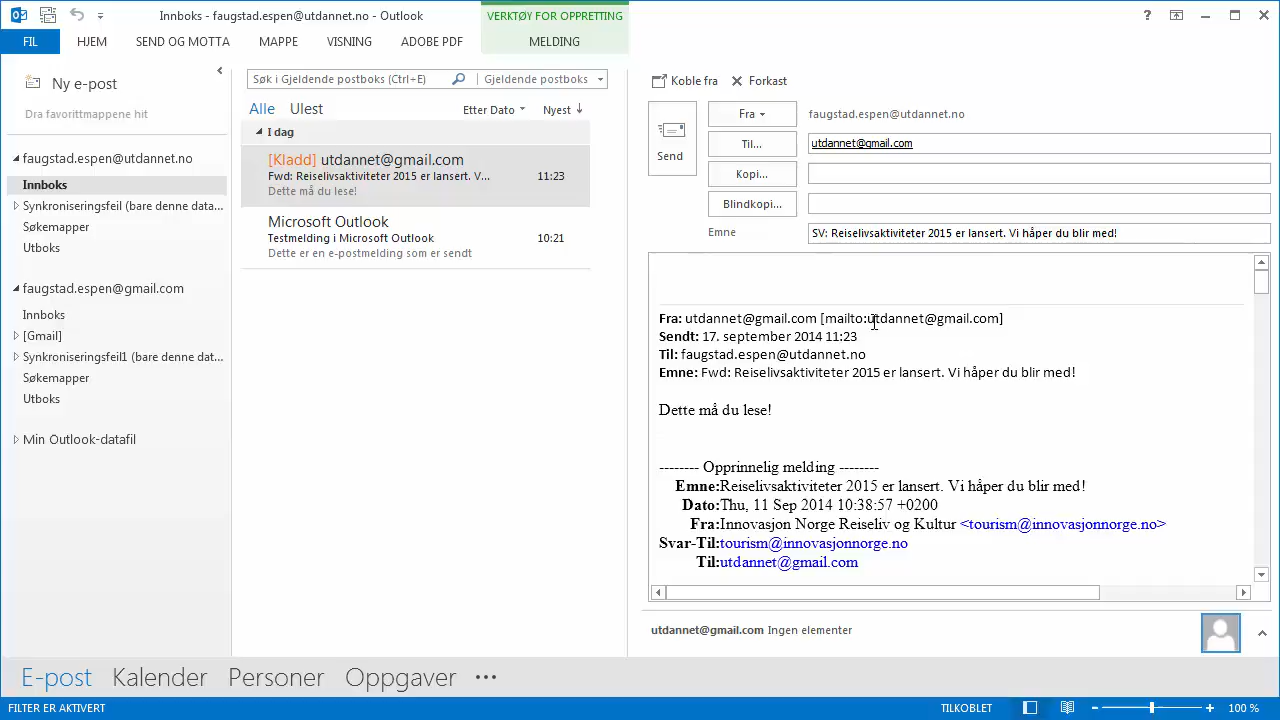 Innboks - faugstad.espen@utdannet.no - Outlook
VERKTØY FOR OPPRETTING
?
FIL
HJEM
SEND OG MOTTA
MAPPE
VISNING
ADOBE PDF
MELDING
Ny e-post
Dra favorittmappene hit
faugstad.espen@utdannet.no
Innboks
Synkroniseringsfeil (bare denne data...
Søkemapper
Utboks
faugstad.espen@gmail.com
Innboks
[Gmail]
Synkroniseringsfeil1 (bare denne data...
Søkemapper
Utboks
Min Outlook-datafil
Søk i Gjeldende postboks (Ctrl+E)
Gjeldende postboks
Alle
Ulest
Etter Dato
Nyest
I dag
[Kladd] utdannet@gmail.com
Fwd: Reiselivsaktiviteter 2015 er lansert. V...
11:23
Dette må du lese!
Microsoft Outlook
Testmelding i Microsoft Outlook
10:21
Dette er en e-postmelding som er sendt
Koble fra
Forkast
Send
Fra
faugstad.espen@utdannet.no
Til...
utdannet@gmail.com
Kopi...
Blindkopi...
Emne
SV: Reiselivsaktiviteter 2015 er lansert. Vi håper du blir med!
Fra: utdannet@gmail.com [mailto:utdannet@gmail.com]
Sendt: 17. september 2014 11:23
Til: faugstad.espen@utdannet.no
Emne: Fwd: Reiselivsaktiviteter 2015 er lansert. Vi håper du blir med!
Dette må du lese!
-------- Opprinnelig melding --------
Emne:Reiselivsaktiviteter 2015 er lansert. Vi håper du blir med!
Dato:Thu, 11 Sep 2014 10:38:57 +0200
Fra:Innovasjon Norge Reiseliv og Kultur <tourism@innovasjonnorge.no>
Svar-Til:tourism@innovasjonnorge.no
Til:utdannet@gmail.com
utdannet@gmail.com Ingen elementer
E-post
Kalender
Personer
Oppgaver
•••
FILTER ER AKTIVERT
TILKOBLET
100 %